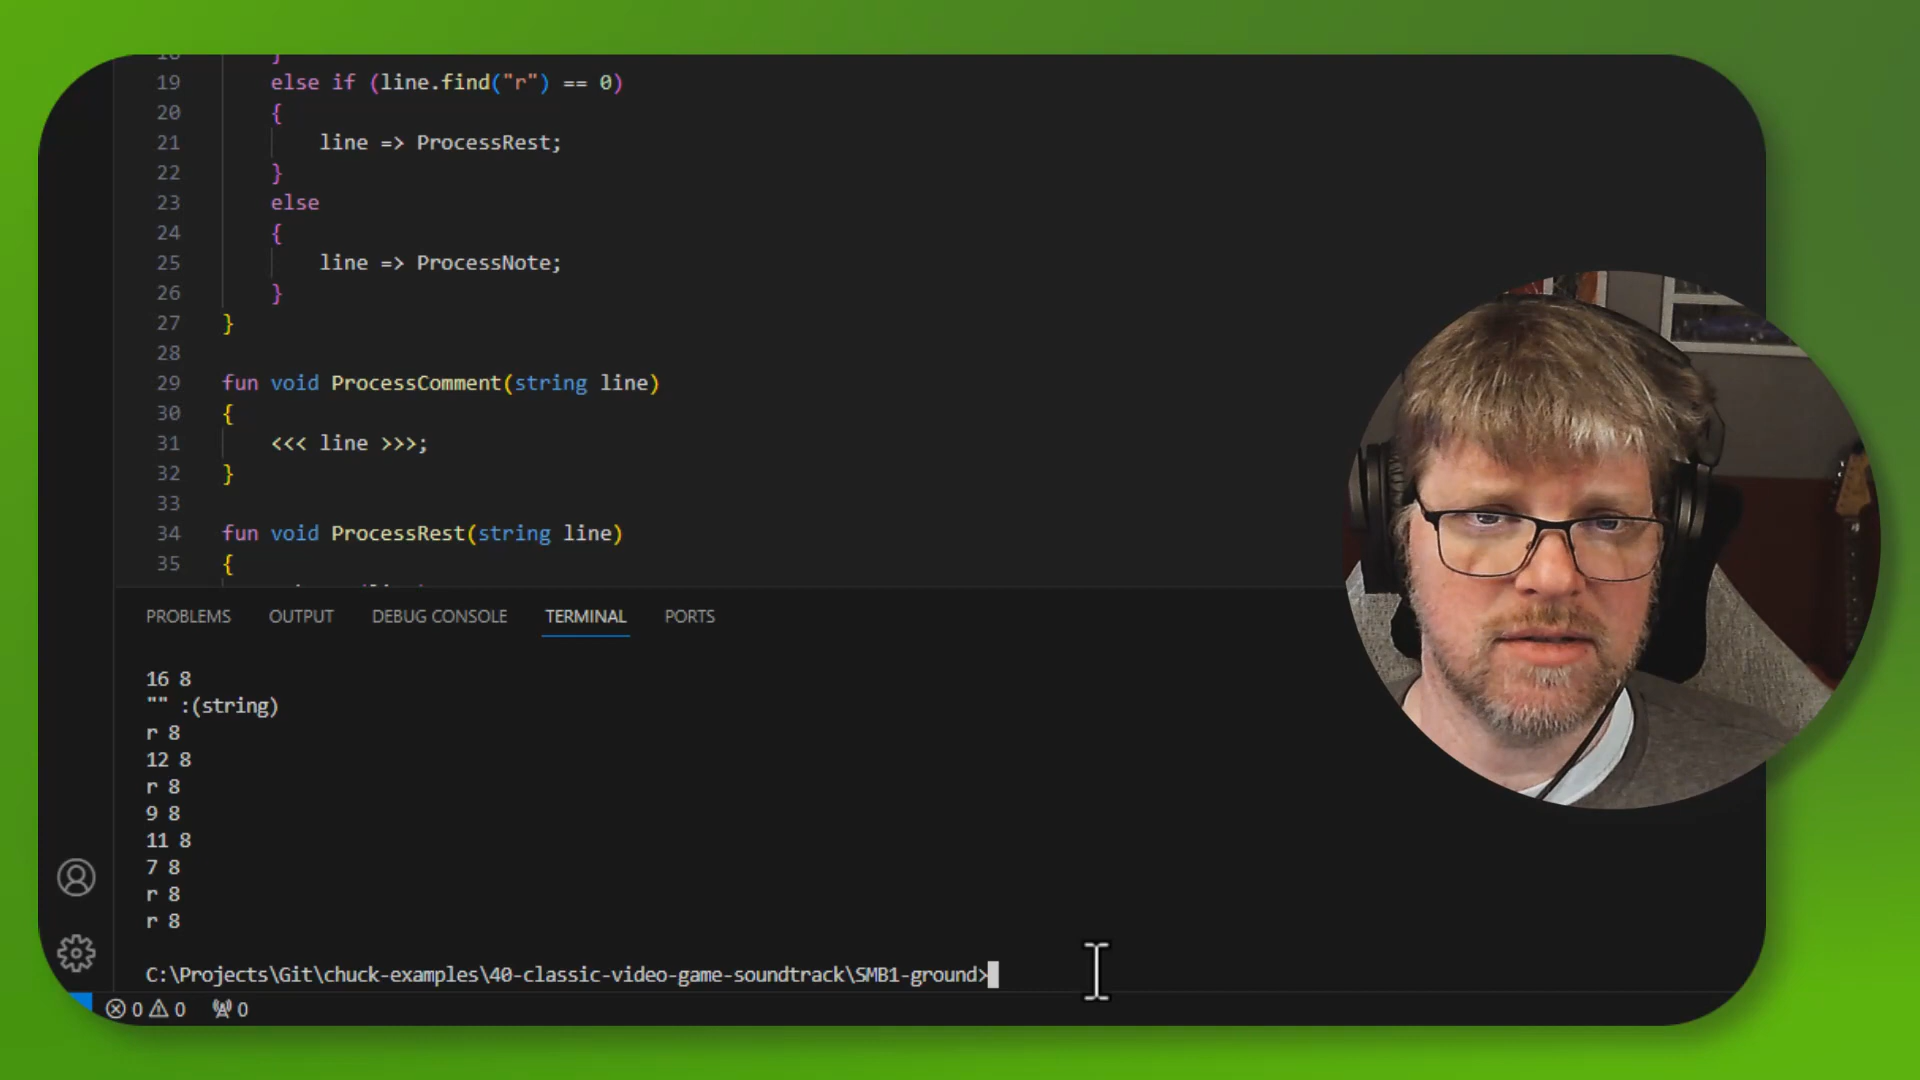 19 else if (line.find("r") == 0)
20 {
21 line => ProcessRest;
22 }
23 else
24 {
25 line => ProcessNote;
26 }
27 }
28
29 fun void ProcessComment(string line)
30 {
31 <<< line >>>;
32 }
33
34 fun void ProcessRest(string line)
35 {
PROBLEMS OUTPUT DEBUG CONSOLE TERMINAL PORTS
16 8
"" :(string)
r 8
12 8
r 8
9 8
11 8
7 8
r 8
r 8
C:\Projects\Git\chuck-examples\40-classic-video-game-soundtrack\SMB1-ground>
0 0 0